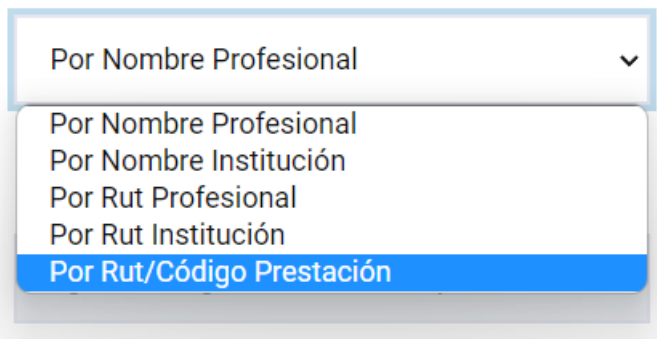 Por Nombre Profesional
Por Nombre Profesional
Por Nombre Institución
Por Rut Profesional
Por Rut Institución
Por Rut/Código Prestación